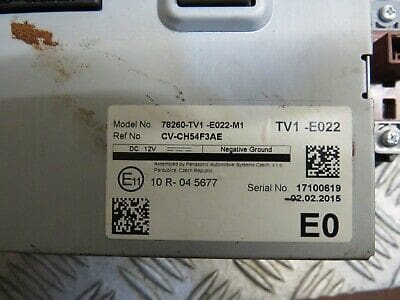 Model No. 78260-TV1 -E022-M1 TV1 -E022
Ref No. CV-CH54F3AE
DC 12V Negative Ground
Assembled by Panasonic Automotive Systems Czech, s.r.o.
Pardubice, Czech Republic
E11 10 R- 04 5677
Serial No 17100619
02.02.2015
E0